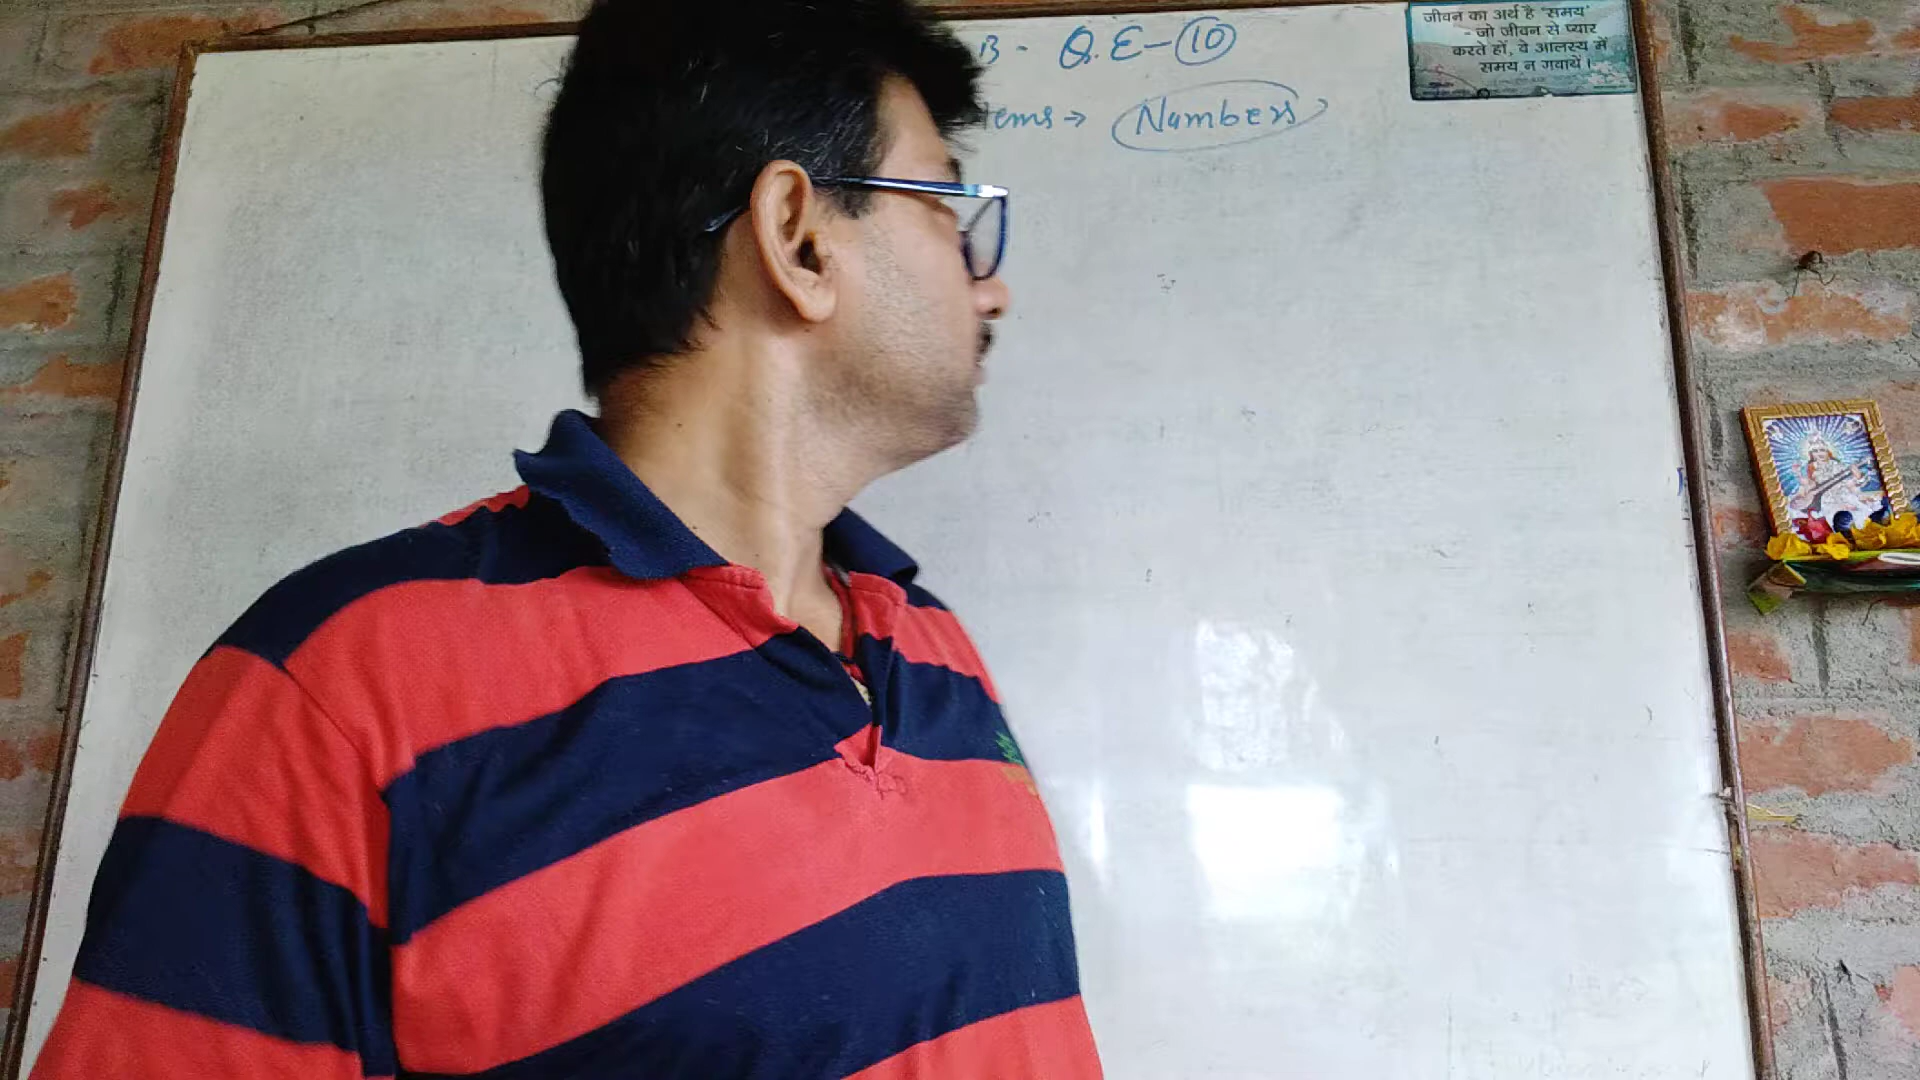 B - Q.E-10
tems → Numbers
जीवन का अर्थ है "समय"
- जो जीवन से प्यार
करते हों, वे आलस्य में
समय न गवायें।